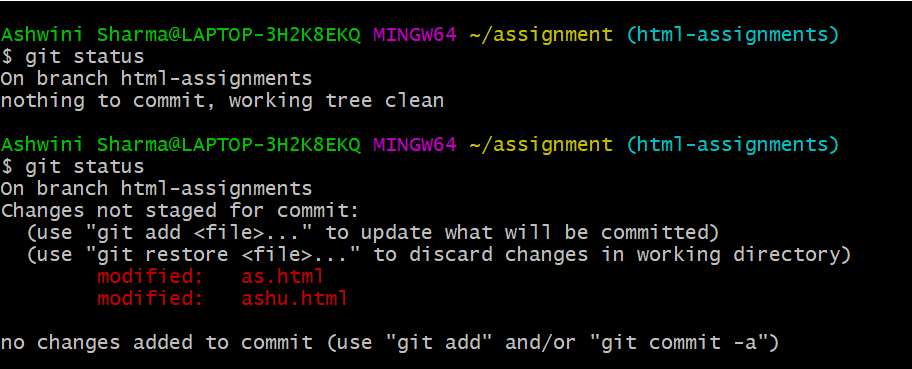 Ashwini Sharma@LAPTOP-3H2K8EKQ MINGW64 ~/assignment (html-assignments)
$ git status
On branch html-assignments
nothing to commit, working tree clean

Ashwini Sharma@LAPTOP-3H2K8EKQ MINGW64 ~/assignment (html-assignments)
$ git status
On branch html-assignments
Changes not staged for commit:
  (use "git add <file>..." to update what will be committed)
  (use "git restore <file>..." to discard changes in working directory)
        modified:   as.html
        modified:   ashu.html

no changes added to commit (use "git add" and/or "git commit -a")